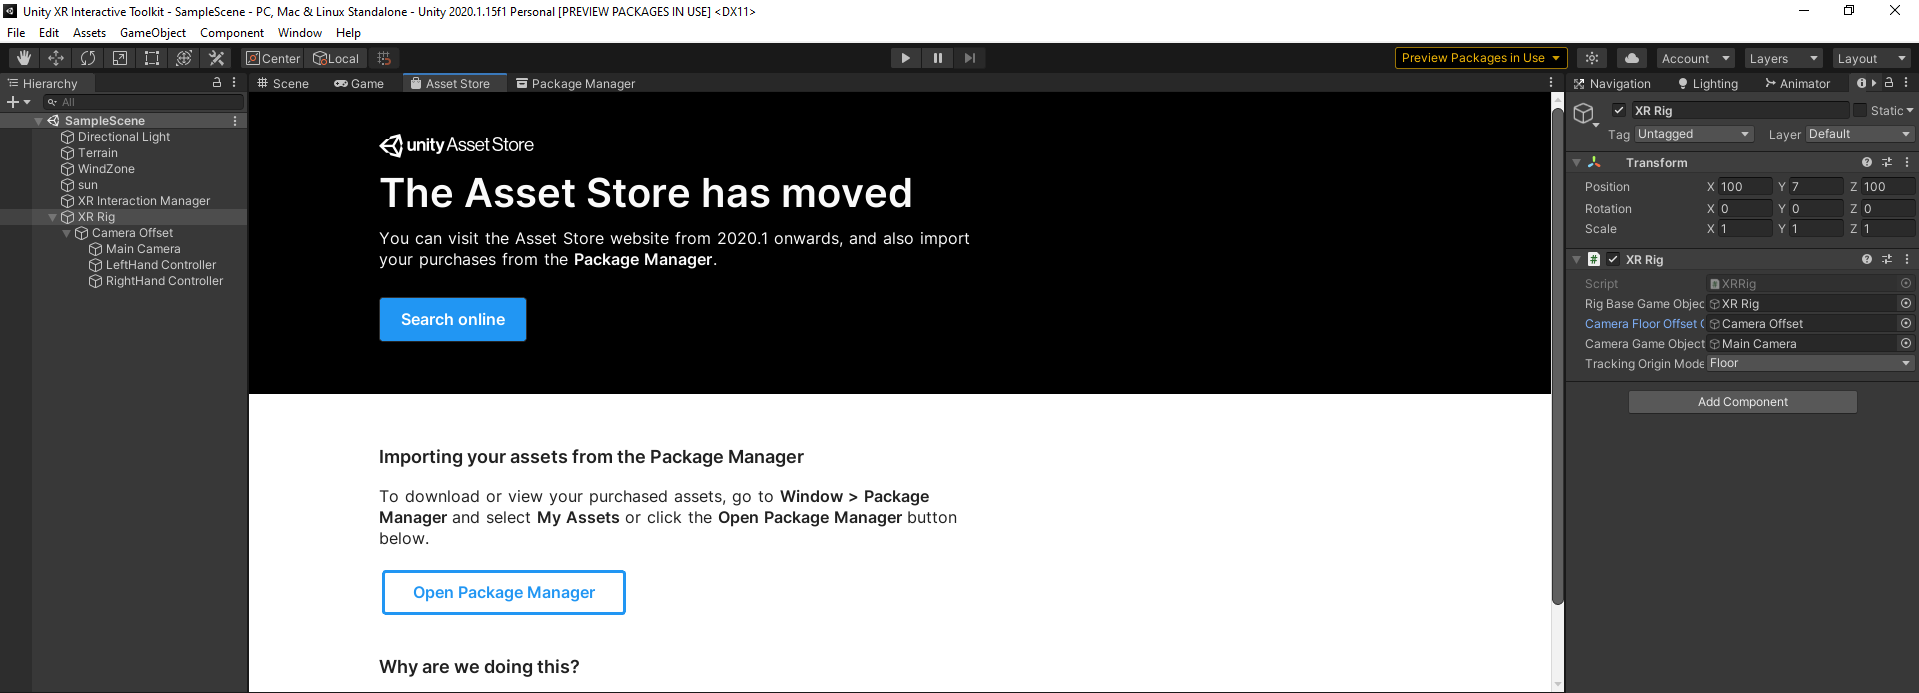 Unity XR Interactive Toolkit - SampleScene - PC, Mac & Linux Standalone - Unity 2020.1.15f1 Personal [PREVIEW PACKAGES IN USE] <DX11>
File Edit Assets GameObject Component Window Help
Center Local Preview Packages in Use Account Layers Layout
Hierarchy
All
SampleScene
Directional Light
Terrain
WindZone
sun
XR Interaction Manager
XR Rig
Camera Offset
Main Camera
LeftHand Controller
RightHand Controller
Scene Game Asset Store Package Manager
unity Asset Store
The Asset Store has moved
You can visit the Asset Store website from 2020.1 onwards, and also import
your purchases from the Package Manager.
Search online
Importing your assets from the Package Manager
To download or view your purchased assets, go to Window > Package
Manager and select My Assets or click the Open Package Manager button
below.
Open Package Manager
Why are we doing this?
Navigation Lighting Animator
XR Rig Static
Tag Untagged Layer Default
Transform
Position X 100 Y 7 Z 100
Rotation X 0 Y 0 Z 0
Scale X 1 Y 1 Z 1
# XR Rig
Script XRRig
Rig Base Game Objec XR Rig
Camera Floor Offset Camera Offset
Camera Game Object Main Camera
Tracking Origin Mode Floor
Add Component